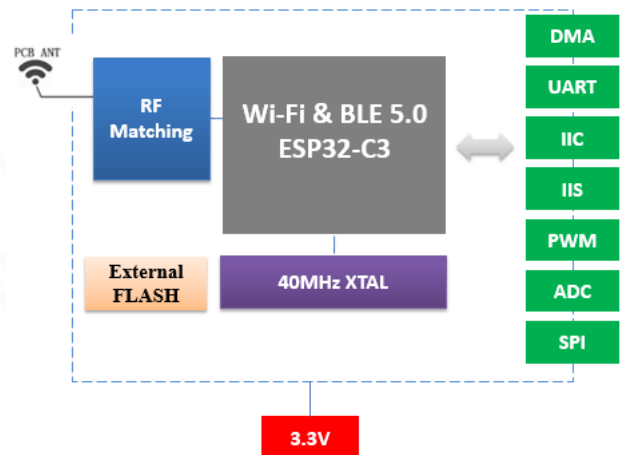 PCB ANT
RF
Matching
Wi-Fi & BLE 5.0
ESP32-C3
External
FLASH
40MHz XTAL
DMA
UART
IIC
IIS
PWM
ADC
SPI
3.3V